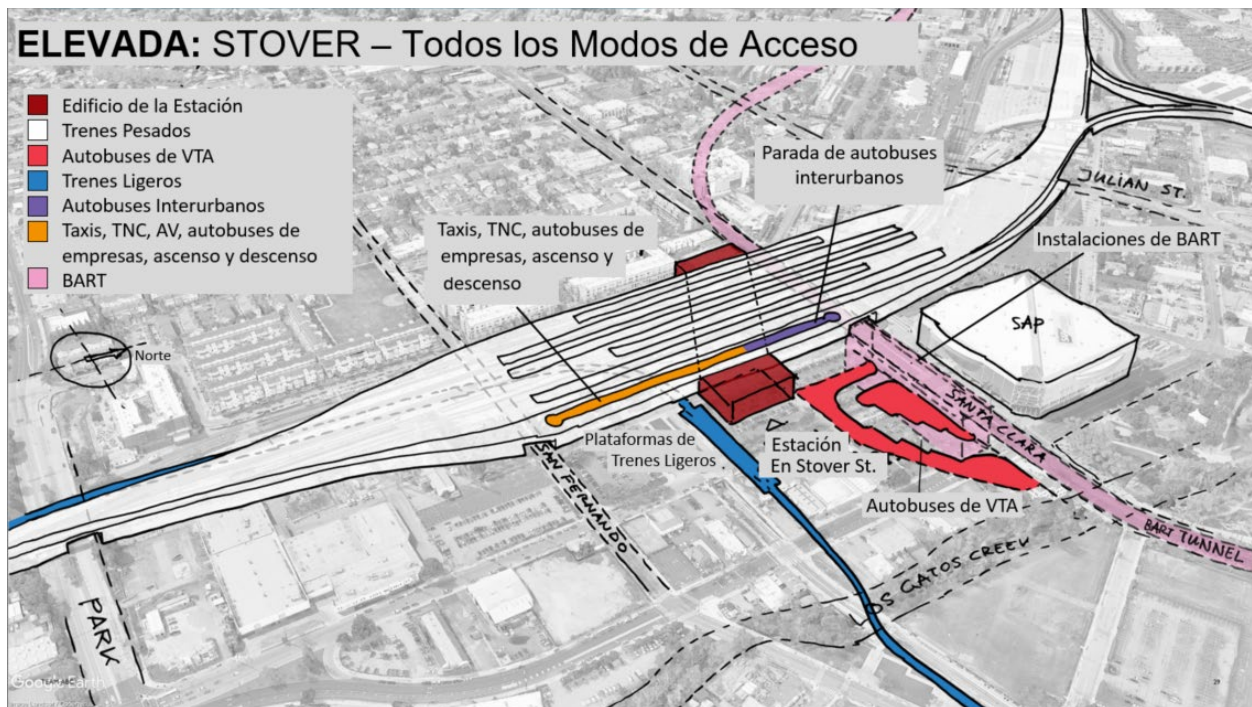 ELEVADA: STOVER – Todos los Modos de Acceso
Edificio de la Estación
Trenes Pesados
Autobuses de VTA
Trenes Ligeros
Autobuses Interurbanos
Taxis, TNC, AV, autobuses de
empresas, ascenso y descenso
BART
Parada de autobuses
interurbanos
JULIAN ST.
Taxis, TNC, autobuses de
empresas, ascenso y
descenso
Instalaciones de BART
SAP
Norte
SANTA CLARA
Plataformas de
Trenes Ligeros
Estación
En Stover St.
SAN FERNANDO
Autobuses de VTA
BART TUNNEL
OS GATOS CREEK
PARK
Google Earth
29